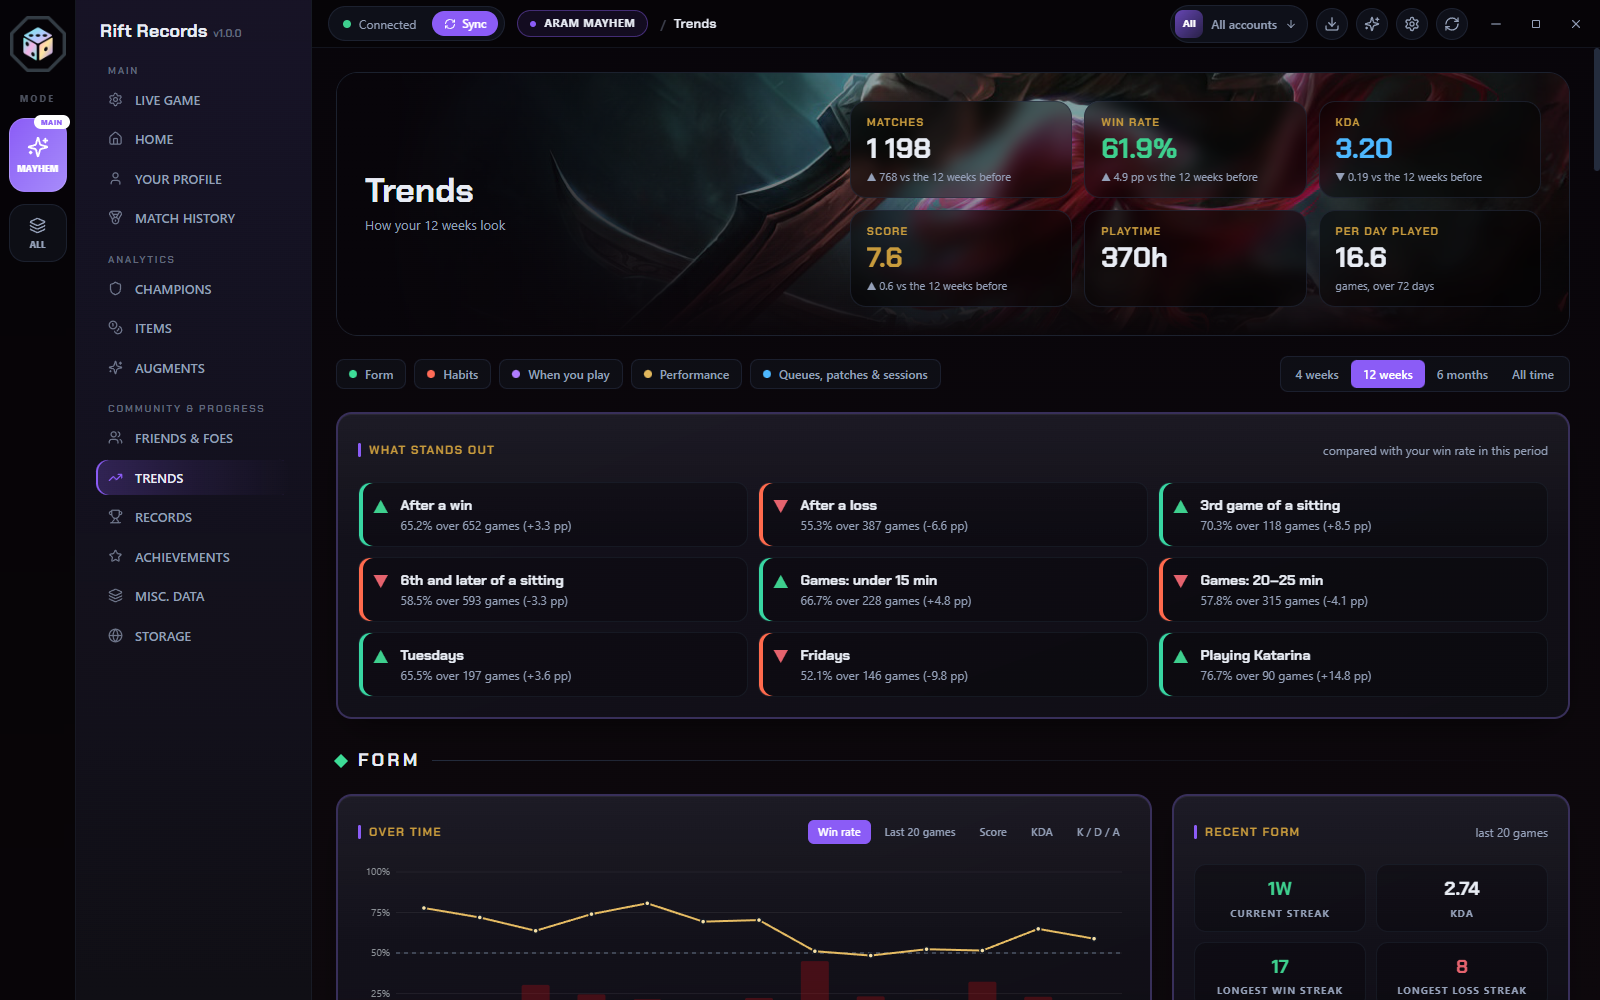 Rift Records v1.0.0
Connected
Sync
ARAM MAYHEM
/ Trends
All
All accounts
MODE
MAIN
MAYHEM
ALL
MAIN
LIVE GAME
HOME
YOUR PROFILE
MATCH HISTORY
ANALYTICS
CHAMPIONS
ITEMS
AUGMENTS
COMMUNITY & PROGRESS
FRIENDS & FOES
TRENDS
RECORDS
ACHIEVEMENTS
MISC. DATA
STORAGE
Trends
How your 12 weeks look
MATCHES
1 198
▲ 768 vs the 12 weeks before
WIN RATE
61.9%
▲ 4.9 pp vs the 12 weeks before
KDA
3.20
▼ 0.19 vs the 12 weeks before
SCORE
7.6
▲ 0.6 vs the 12 weeks before
PLAYTIME
370h
PER DAY PLAYED
16.6
games, over 72 days
Form
Habits
When you play
Performance
Queues, patches & sessions
4 weeks
12 weeks
6 months
All time
WHAT STANDS OUT
compared with your win rate in this period
After a win
65.2% over 652 games (+3.3 pp)
After a loss
55.3% over 387 games (-6.6 pp)
3rd game of a sitting
70.3% over 118 games (+8.5 pp)
6th and later of a sitting
58.5% over 593 games (-3.3 pp)
Games: under 15 min
66.7% over 228 games (+4.8 pp)
Games: 20–25 min
57.8% over 315 games (-4.1 pp)
Tuesdays
65.5% over 197 games (+3.6 pp)
Fridays
52.1% over 146 games (-9.8 pp)
Playing Katarina
76.7% over 90 games (+14.8 pp)
FORM
OVER TIME
Win rate
Last 20 games
Score
KDA
K / D / A
100%
75%
50%
25%
RECENT FORM
last 20 games
1W
CURRENT STREAK
2.74
KDA
17
LONGEST WIN STREAK
8
LONGEST LOSS STREAK